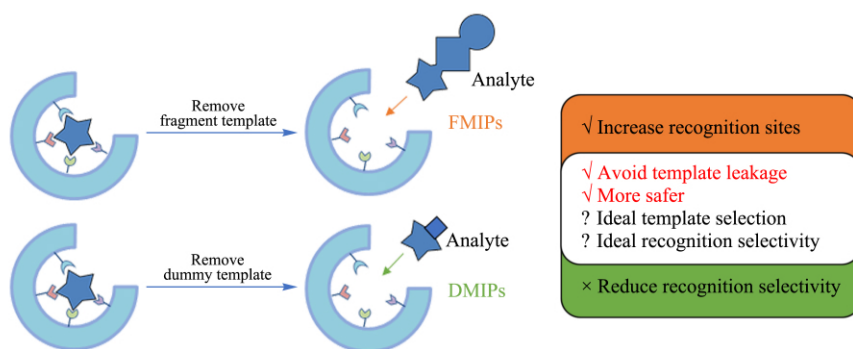 Remove
fragment template
Analyte
FMIPs
Remove
dummy template
Analyte
DMIPs
√ Increase recognition sites
√ Avoid template leakage
√ More safer
? Ideal template selection
? Ideal recognition selectivity
× Reduce recognition selectivity